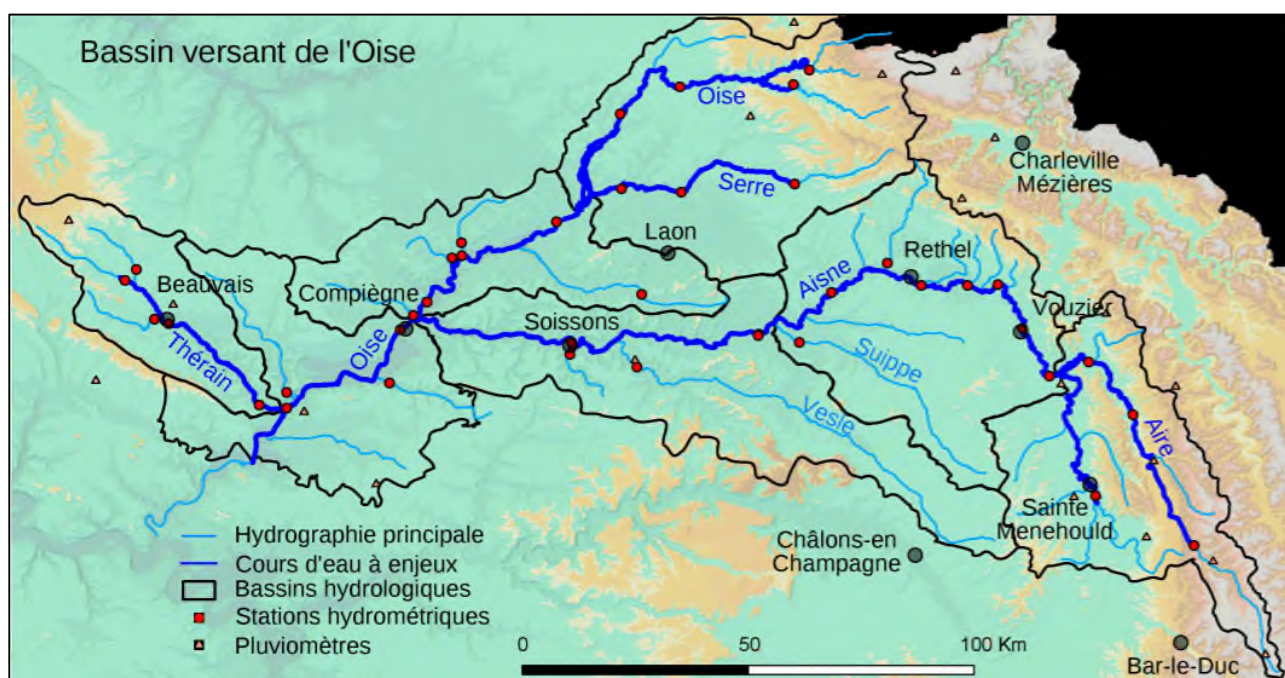 Bassin versant de l'Oise
Oise
Charleville
Mézières
Serre
Laon
Rethel
Aisne
Beauvais
Compiègne
Vouzier
Soissons
Oise
Thérain
Suippe
Vesle
Aire
Sainte
Menehould
Châlons-en
Champagne
Bar-le-Duc
Hydrographie principale
Cours d'eau à enjeux
Bassins hydrologiques
Stations hydrométriques
Pluviomètres
0
50
100 Km